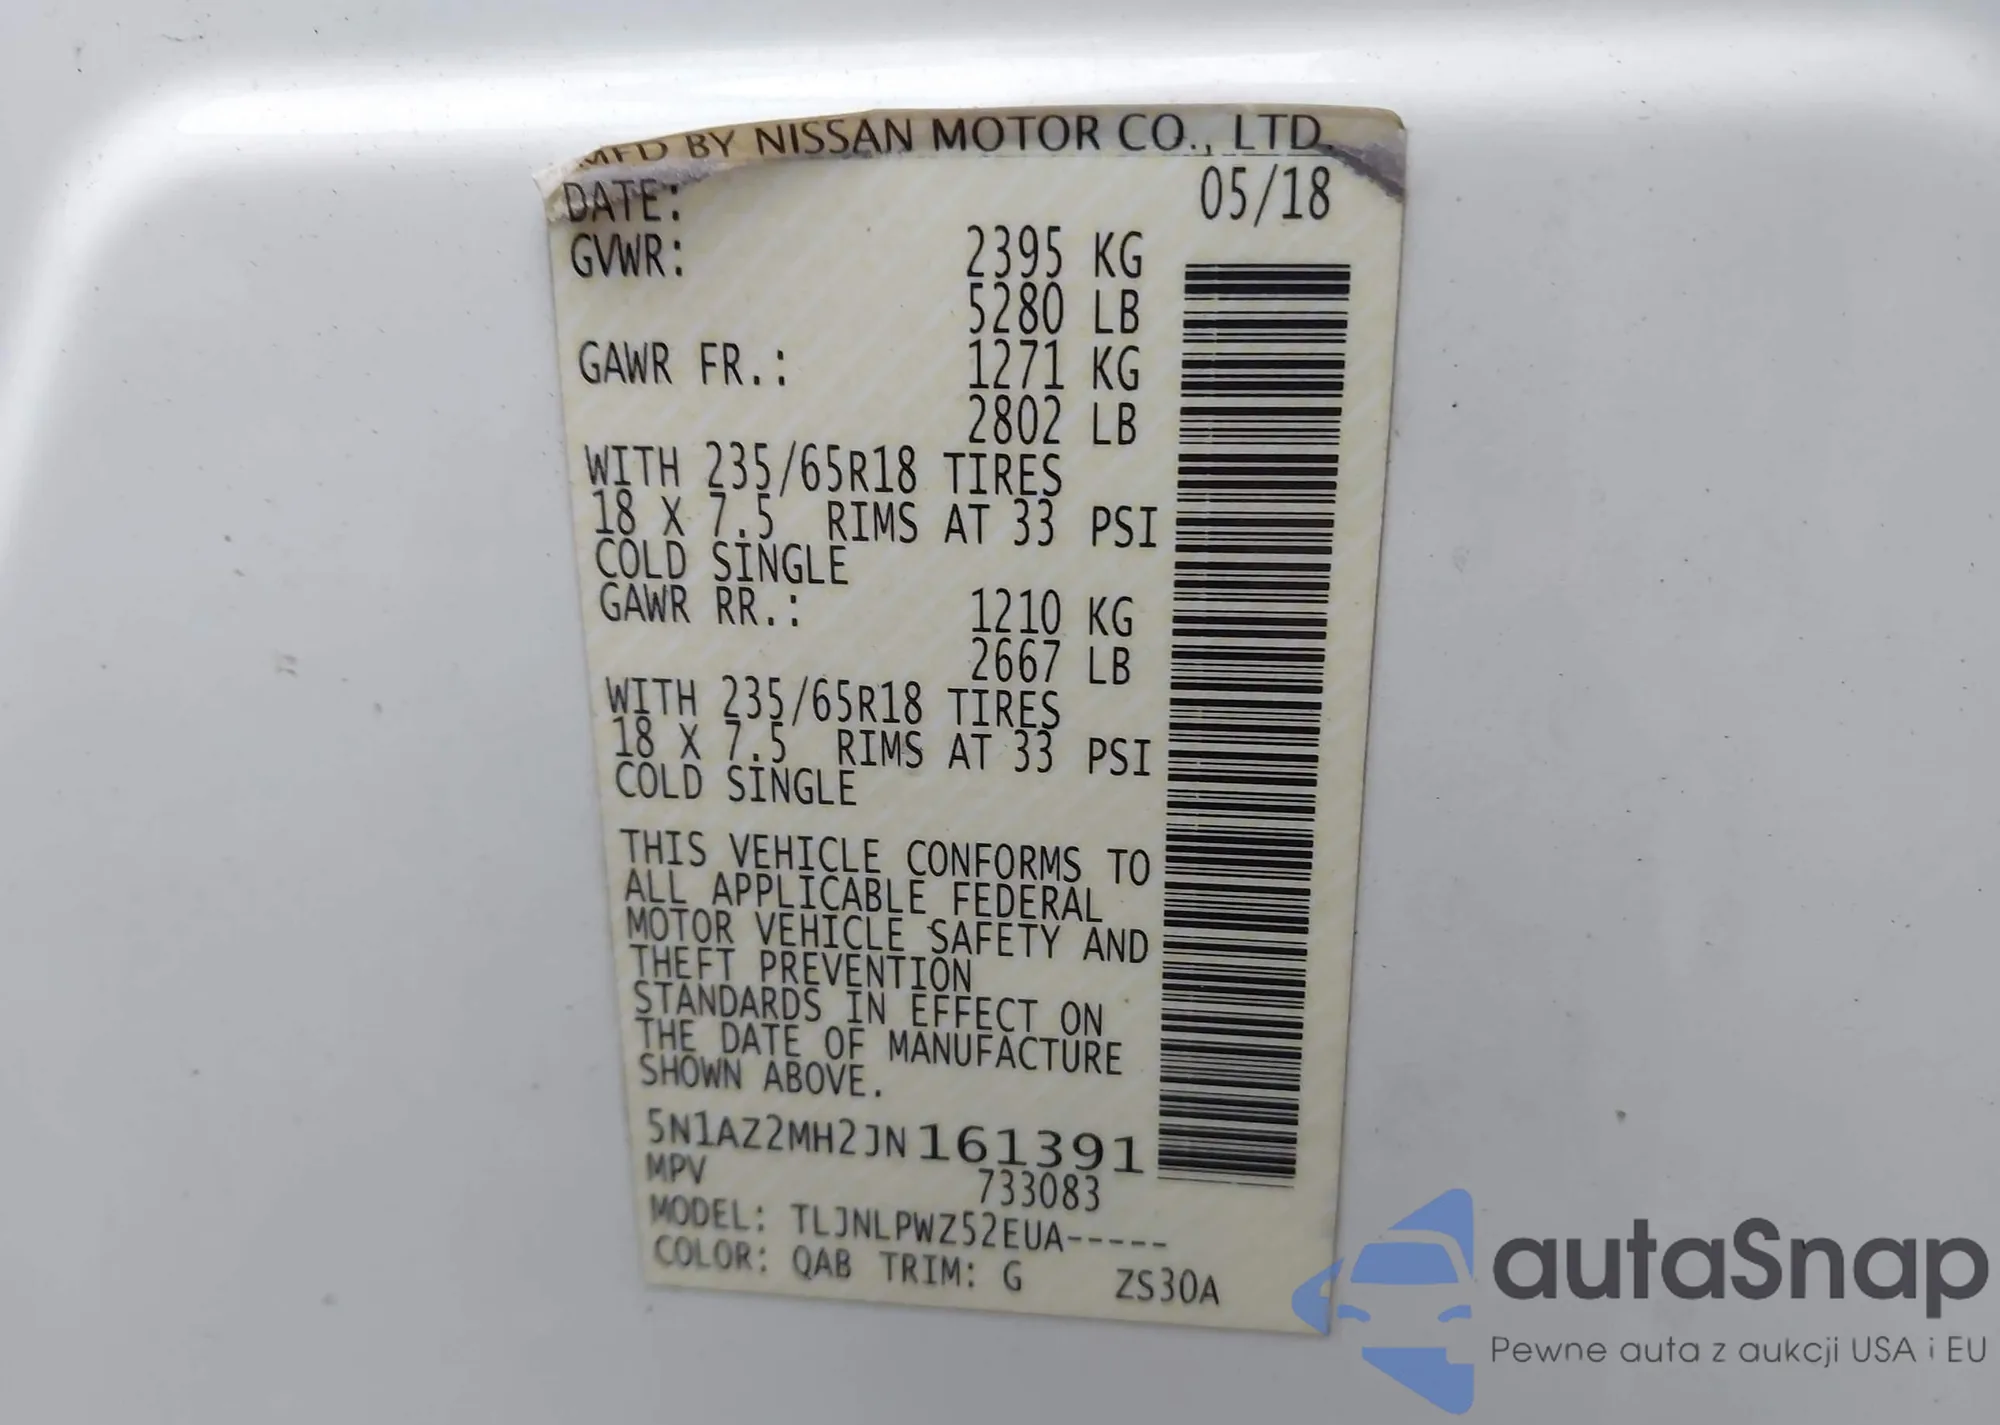 MFD BY NISSAN MOTOR CO., LTD.
DATE: 05/18
GVWR: 2395 KG
5280 LB
GAWR FR.: 1271 KG
2802 LB
WITH 235/65R18 TIRES
18 X 7.5 RIMS AT 33 PSI
COLD SINGLE
GAWR RR.: 1210 KG
2667 LB
WITH 235/65R18 TIRES
18 X 7.5 RIMS AT 33 PSI
COLD SINGLE
THIS VEHICLE CONFORMS TO
ALL APPLICABLE FEDERAL
MOTOR VEHICLE SAFETY AND
THEFT PREVENTION
STANDARDS IN EFFECT ON
THE DATE OF MANUFACTURE
SHOWN ABOVE.
5N1AZ2MH2JN161391
MPV 733083
MODEL: TLJNLPWZ52EUA-----
COLOR: QAB TRIM: G ZS30A
autaSnap
Pewne auta z aukcji USA i EU